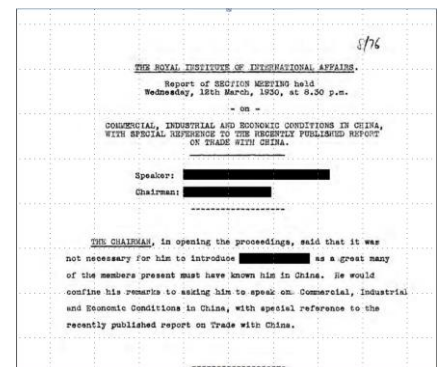 8/76
THE ROYAL INSTITUTE OF INTERNATIONAL AFFAIRS.
Report of SECTION MEETING held
Wednesday, 12th March, 1930, at 8.30 p.m.
- on -
COMMERCIAL, INDUSTRIAL AND ECONOMIC CONDITIONS IN CHINA,
WITH SPECIAL REFERENCE TO THE RECENTLY PUBLISHED REPORT
ON TRADE WITH CHINA.
Speaker:
Chairman:
THE CHAIRMAN, in opening the proceedings, said that it was
not necessary for him to introduce as a great many
of the members present must have known him in China. He would
confine his remarks to asking him to speak on Commercial, Industrial
and Economic Conditions in China, with special reference to the
recently published report on Trade with China.